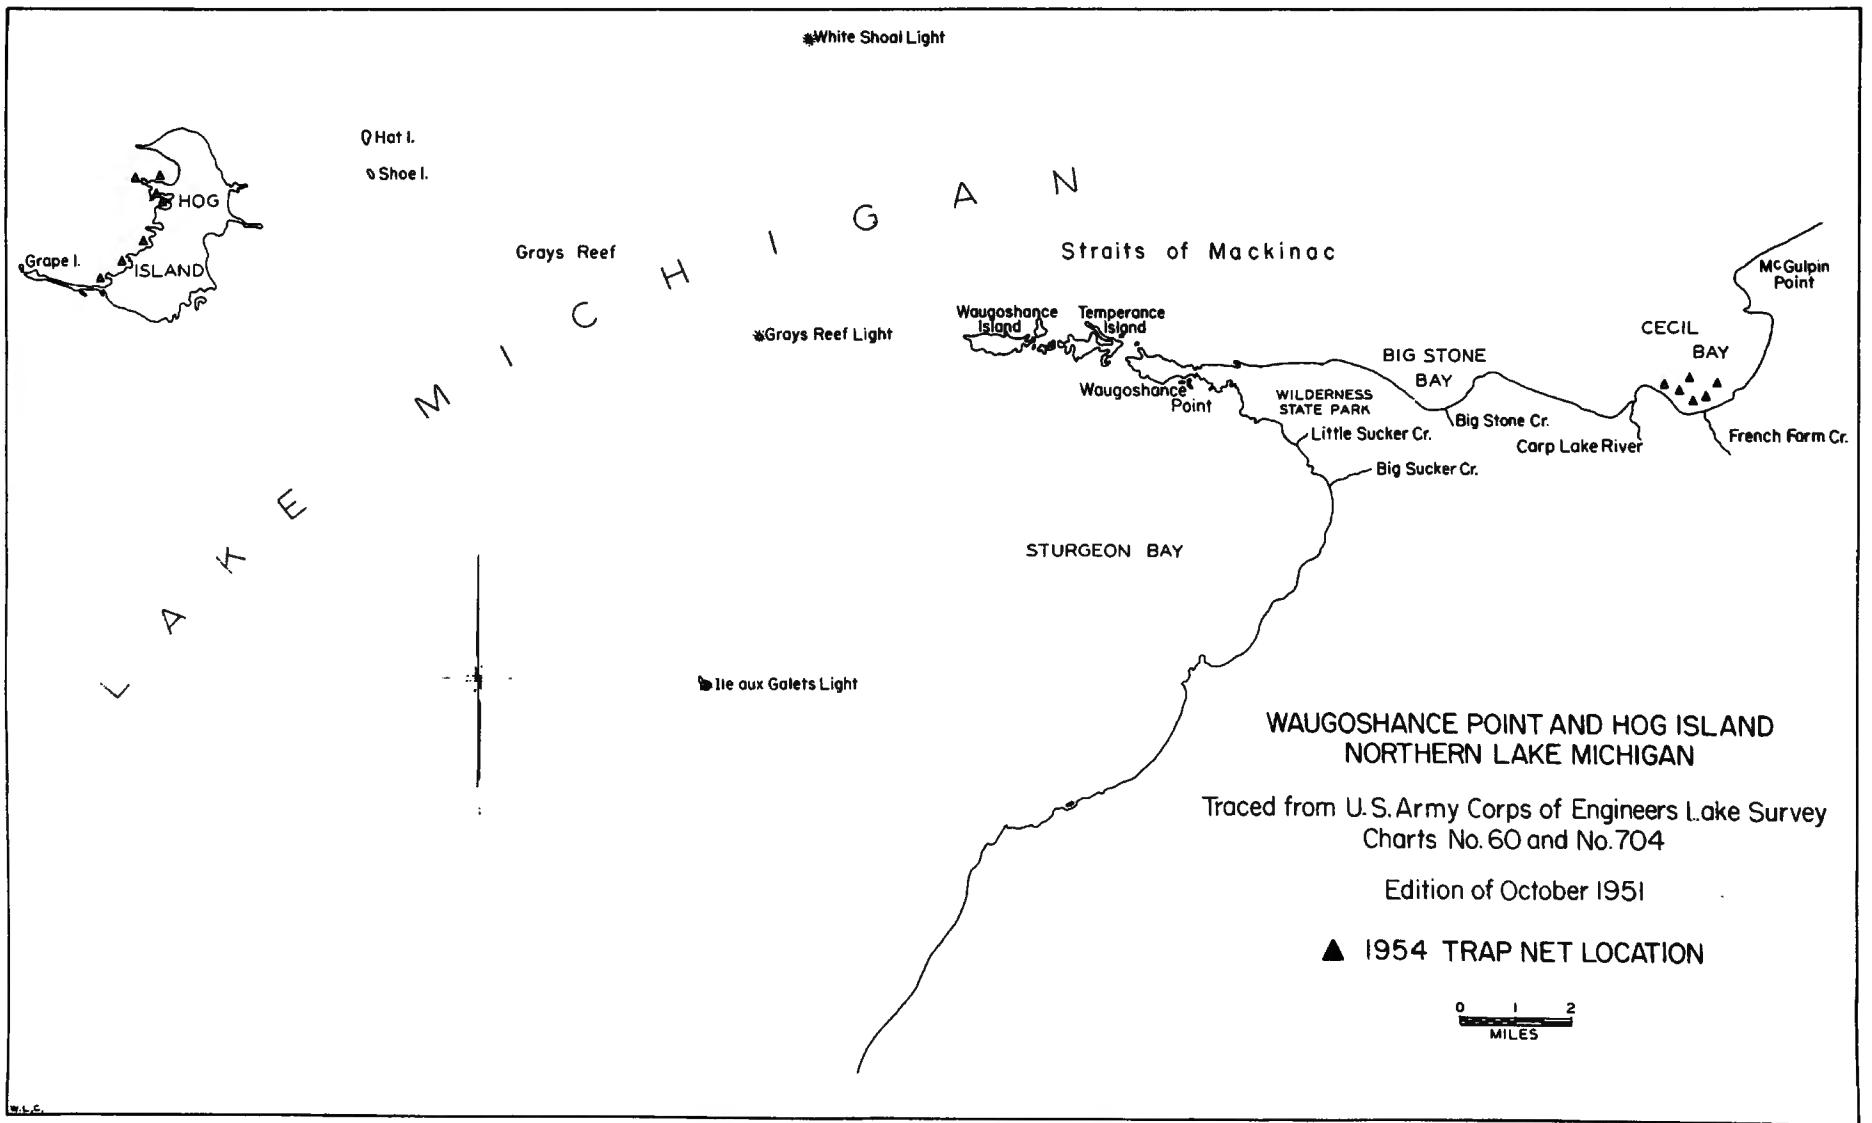 White Shoal Light
Hat I.
Shoe I.
HOG
ISLAND
Grape I.
Grays Reef
LAKE MICHIGAN
Straits of Mackinac
McGulpin
Point
Waugoshance
Island
Temperance
Island
Grays Reef Light
CECIL
BAY
BIG STONE
BAY
Waugoshance
Point
WILDERNESS
STATE PARK
Big Stone Cr.
Little Sucker Cr.
Carp Lake River
French Farm Cr.
Big Sucker Cr.
STURGEON BAY
Ile aux Galets Light
WAUGOSHANCE POINT AND HOG ISLAND
NORTHERN LAKE MICHIGAN
Traced from U.S. Army Corps of Engineers Lake Survey
Charts No. 60 and No. 704
Edition of October 1951
▲ 1954 TRAP NET LOCATION
0 1 2
MILES
W.L.C.